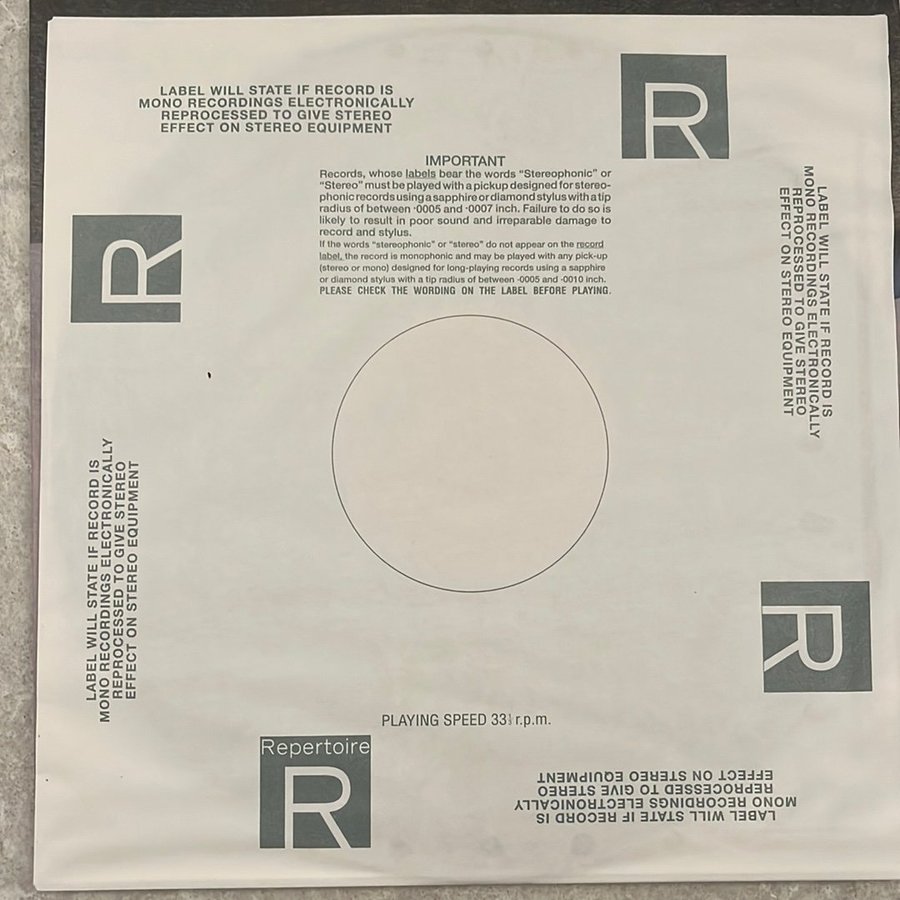 LABEL WILL STATE IF RECORD IS
MONO RECORDINGS ELECTRONICALLY
REPROCESSED TO GIVE STEREO
EFFECT ON STEREO EQUIPMENT
R
IMPORTANT
Records, whose labels bear the words “Stereophonic” or
“Stereo” must be played with a pickup designed for stereo-
phonic records using a sapphire or diamond stylus with a tip
radius of between ·0005 and ·0007 inch. Failure to do so is
likely to result in poor sound and irreparable damage to
record and stylus.
If the words “stereophonic” or “stereo” do not appear on the record
label, the record is monophonic and may be played with any pick-up
(stereo or mono) designed for long-playing records using a sapphire
or diamond stylus with a tip radius of between ·0005 and ·0010 inch.
PLEASE CHECK THE WORDING ON THE LABEL BEFORE PLAYING.
LABEL WILL STATE IF RECORD IS
MONO RECORDINGS ELECTRONICALLY
REPROCESSED TO GIVE STEREO
EFFECT ON STEREO EQUIPMENT
R
LABEL WILL STATE IF RECORD IS
MONO RECORDINGS ELECTRONICALLY
REPROCESSED TO GIVE STEREO
EFFECT ON STEREO EQUIPMENT
R
PLAYING SPEED 33⅓ r.p.m.
Repertoire
R
LABEL WILL STATE IF RECORD IS
MONO RECORDINGS ELECTRONICALLY
REPROCESSED TO GIVE STEREO
EFFECT ON STEREO EQUIPMENT